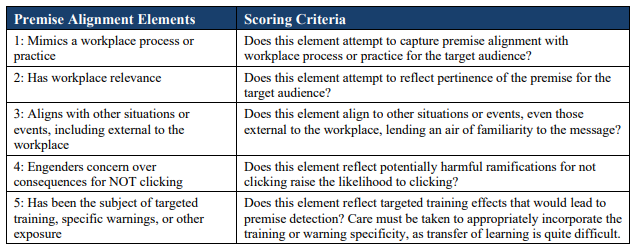 Premise Alignment Elements Scoring Criteria
1: Mimics a workplace process or
practice
Does this element attempt to capture premise alignment with
workplace process or practice for the target audience?
2: Has workplace relevance
Does this element attempt to reflect pertinence of the premise for the
target audience?
3: Aligns with other situations or
events, including external to the
workplace
Does this element align to other situations or events, even those
external to the workplace, lending an air of familiarity to the message?
4: Engenders concern over
consequences for NOT clicking
Does this element reflect potentially harmful ramifications for not
clicking raise the likelihood to clicking?
5: Has been the subject of targeted
training, specific warnings, or other
exposure
Does this element reflect targeted training effects that would lead to
premise detection? Care must be taken to appropriately incorporate the
training or warning specificity, as transfer of learning is quite difficult.